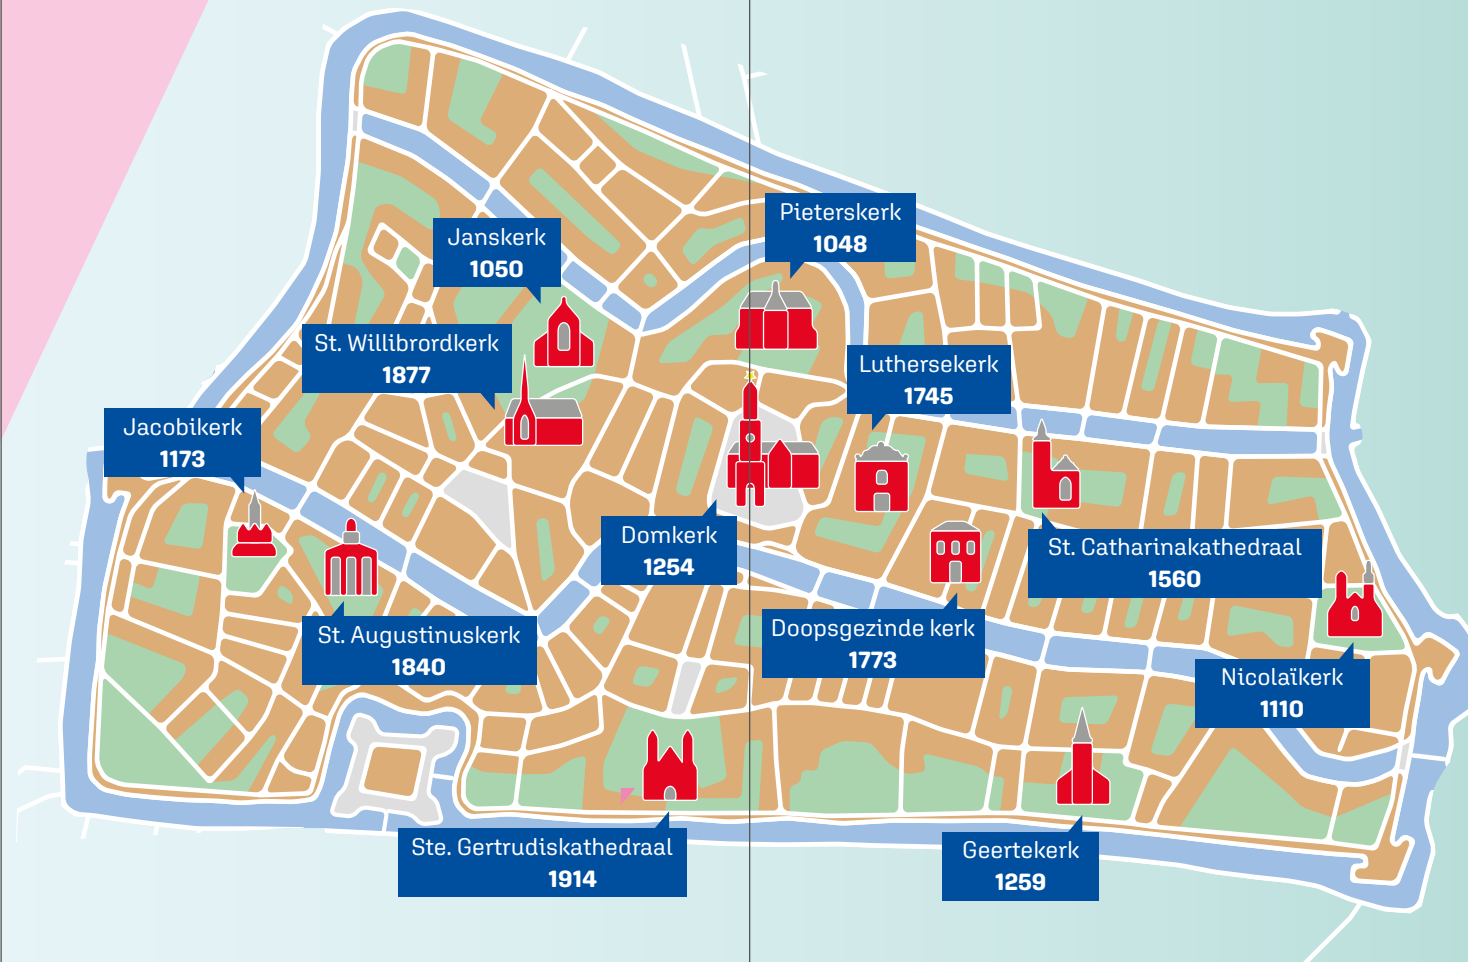 Pieterskerk
1048
Janskerk
1050
St. Willibrordkerk
1877
Luthersekerk
1745
Jacobikerk
1173
Domkerk
1254
St. Catharinakathedraal
1560
St. Augustinuskerk
1840
Doopsgezinde kerk
1773
Nicolaïkerk
1110
Ste. Gertrudiskathedraal
1914
Geertekerk
1259